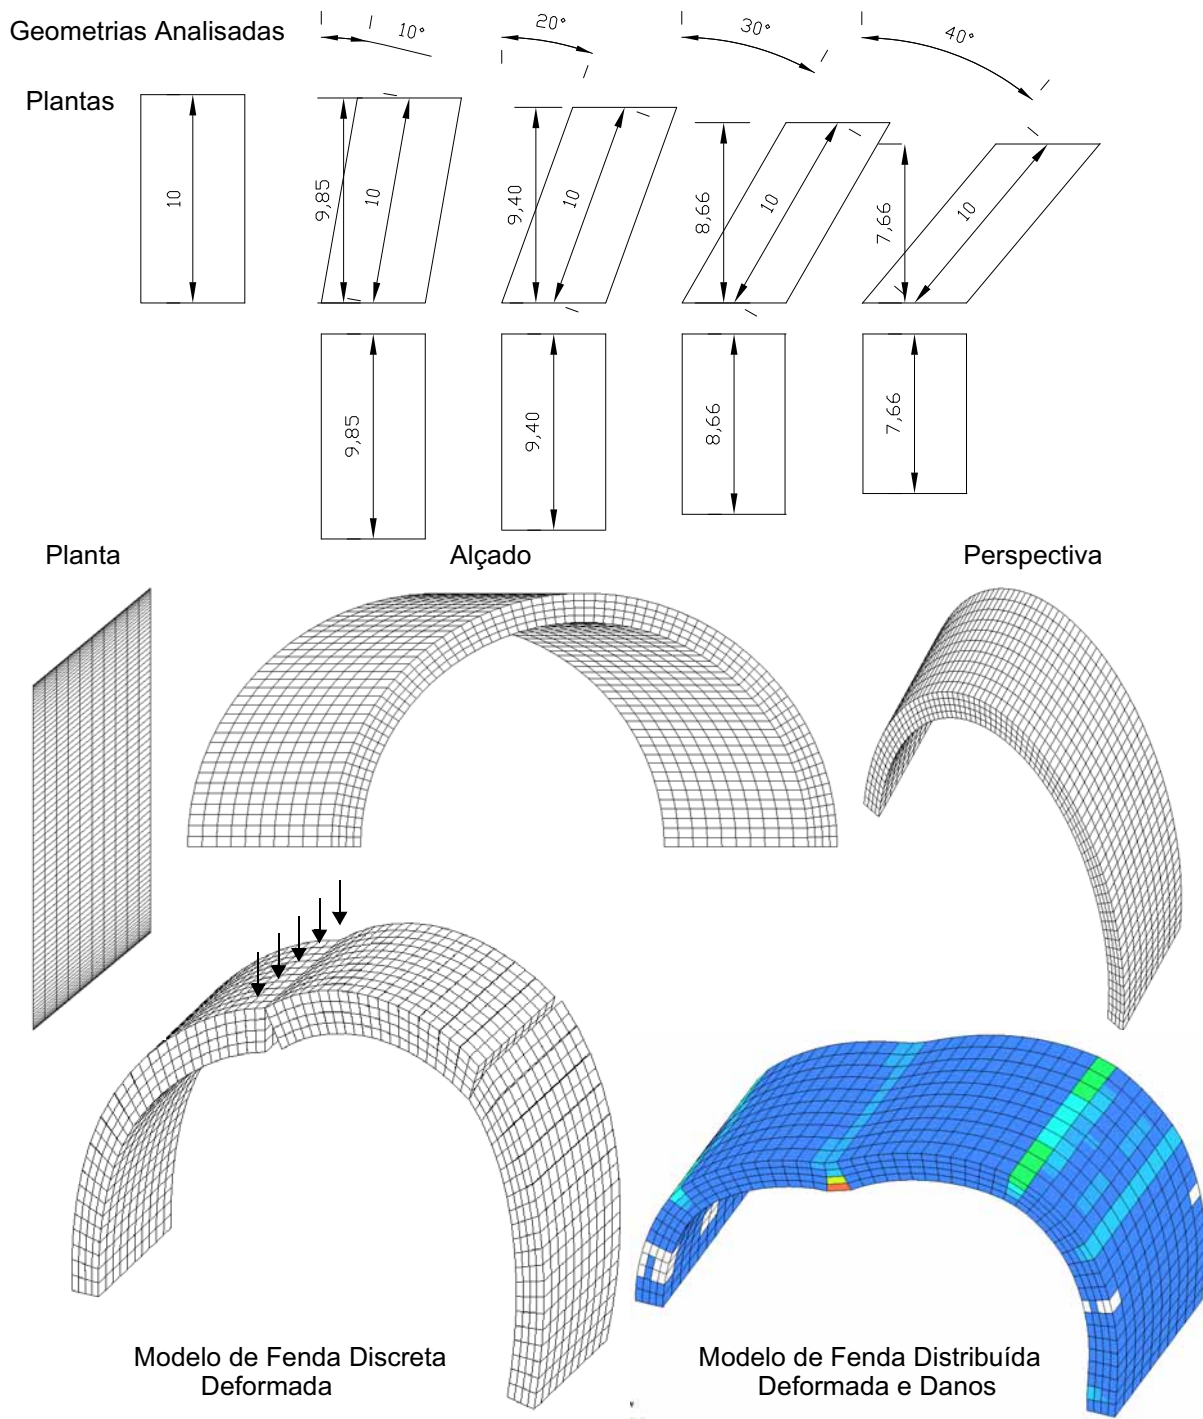 Geometrias Analisadas
10°
20°
30°
40°
Plantas
10
9,85
10
9,40
10
8,66
10
7,66
10
9,85
9,40
8,66
7,66
Planta
Alçado
Perspectiva
Modelo de Fenda Discreta
Deformada
Modelo de Fenda Distribuída
Deformada e Danos